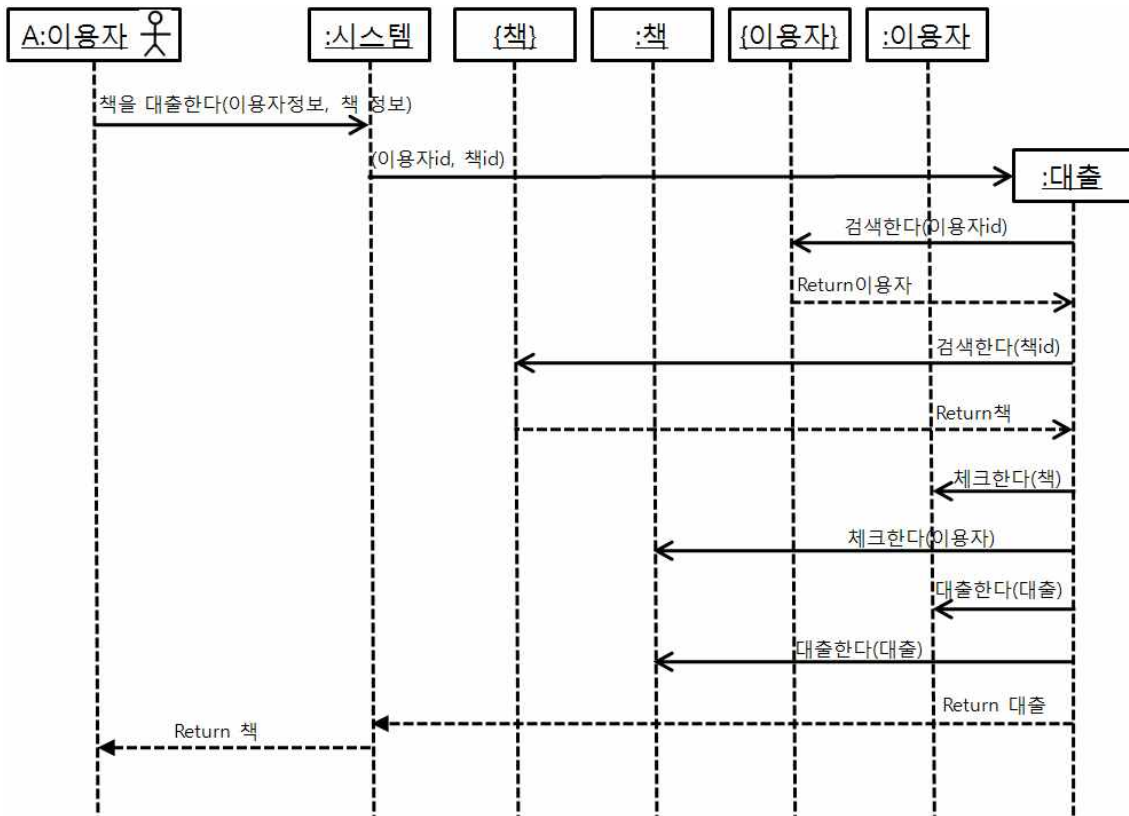 A:이용자
:시스템
{책}
:책
{이용자}
:이용자
책을 대출한다(이용자정보, 책 정보)
(이용자id, 책id)
:대출
검색한다(이용자id)
Return이용자
검색한다(책id)
Return책
체크한다(책)
체크한다(이용자)
대출한다(대출)
대출한다(대출)
Return 대출
Return 책